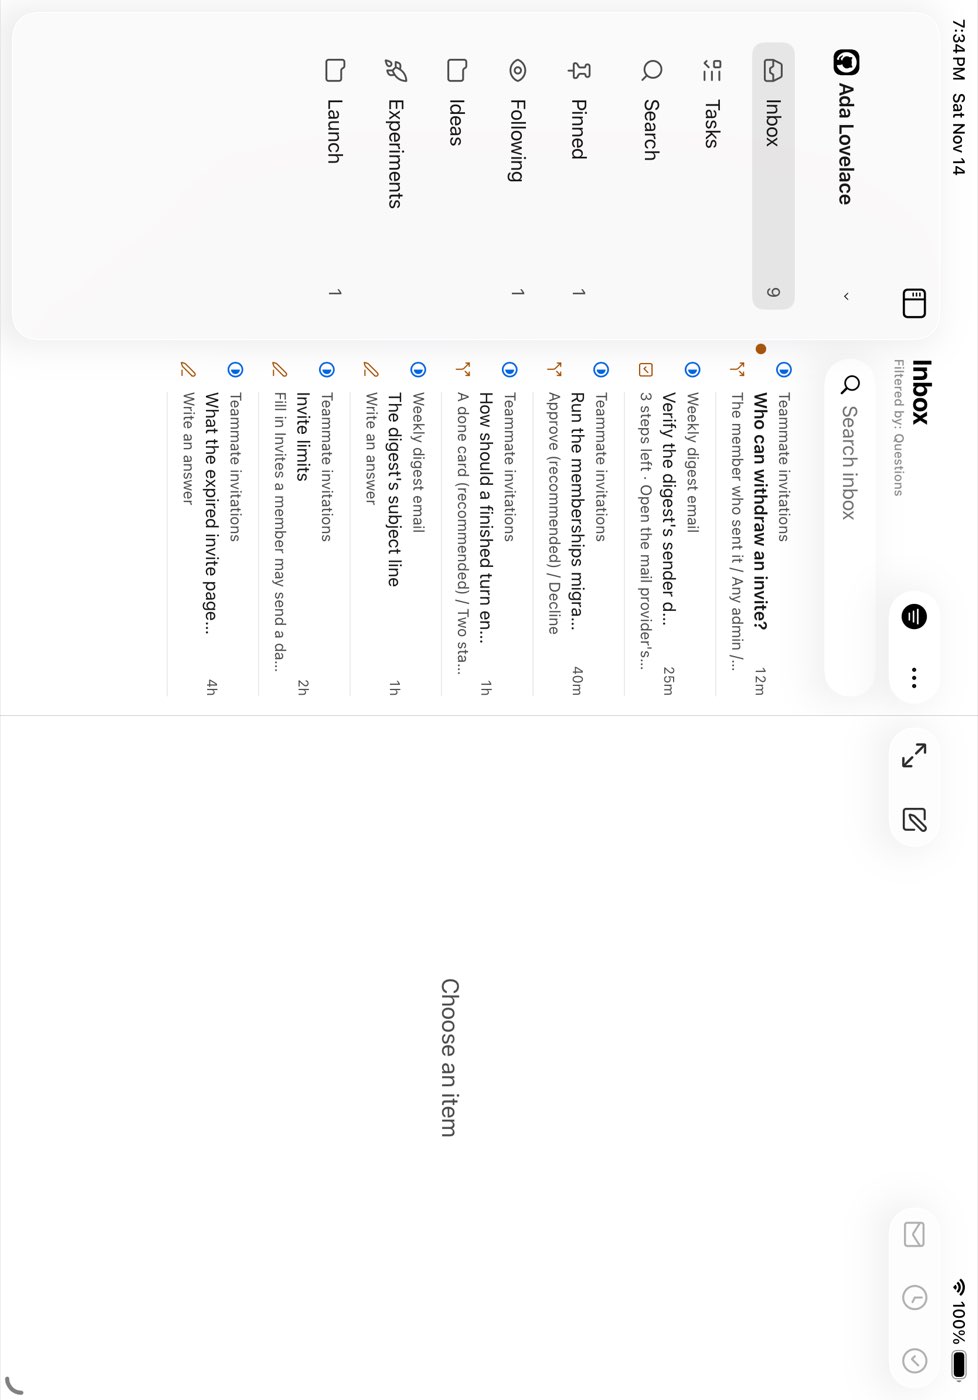 7:34 PM Sat Nov 14
100%
Ada Lovelace
Inbox 9
Tasks
Search
Pinned 1
Following 1
Ideas
Experiments
Launch 1
Inbox
Filtered by: Questions
Search inbox
Teammate invitations
Who can withdraw an invite? 12m
The member who sent it / Any admin /...
Weekly digest email
Verify the digest's sender d... 25m
3 steps left · Open the mail provider's...
Teammate invitations
Run the memberships migra... 40m
Approve (recommended) / Decline
Teammate invitations
How should a finished turn en... 1h
A done card (recommended) / Two sta...
Weekly digest email
The digest's subject line 1h
Write an answer
Teammate invitations
Invite limits 2h
Fill in Invites a member may send a da...
Teammate invitations
What the expired invite page... 4h
Write an answer
Choose an item